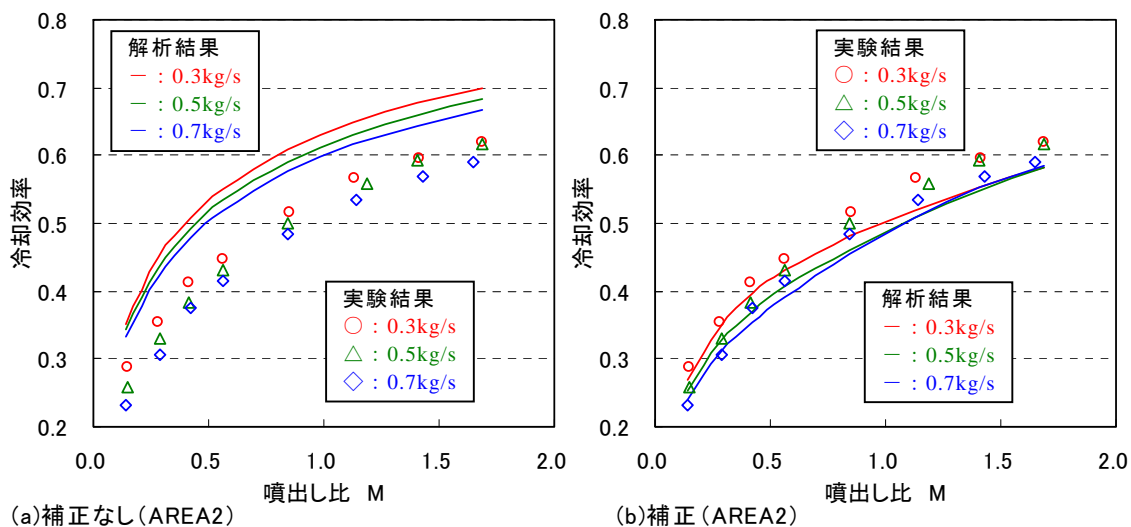 0.8
0.7
0.6
0.5
0.4
0.3
0.2
冷却効率
解析結果
－ : 0.3kg/s
－ : 0.5kg/s
－ : 0.7kg/s
実験結果
○ : 0.3kg/s
△ : 0.5kg/s
◇ : 0.7kg/s
0.0 0.5 1.0 1.5 2.0
噴出し比 M
(a)補正なし(AREA2)
0.8
0.7
0.6
0.5
0.4
0.3
0.2
冷却効率
実験結果
○ : 0.3kg/s
△ : 0.5kg/s
◇ : 0.7kg/s
解析結果
－ : 0.3kg/s
－ : 0.5kg/s
－ : 0.7kg/s
0.0 0.5 1.0 1.5 2.0
噴出し比 M
(b)補正(AREA2)